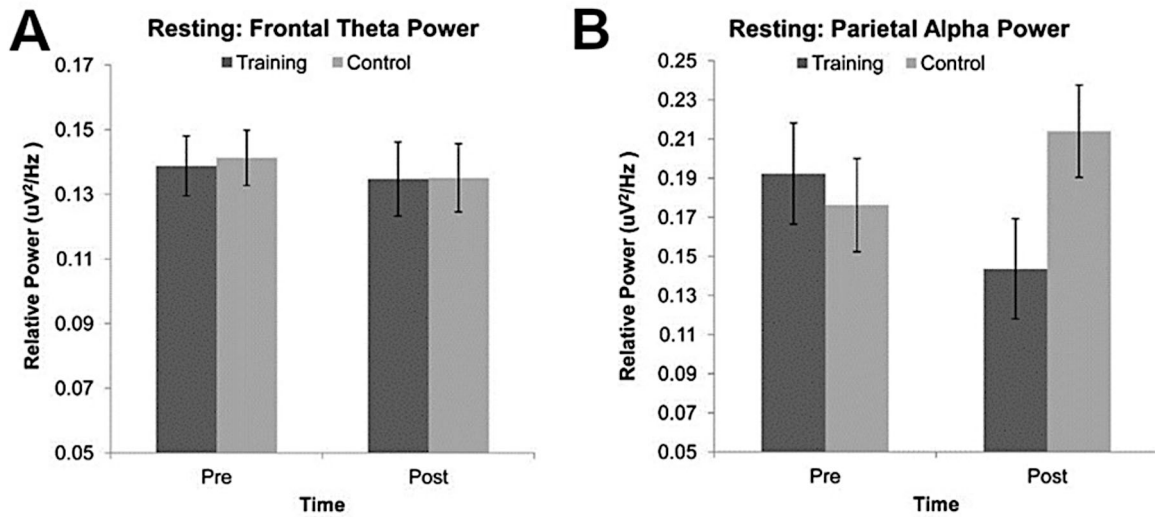 A
Resting: Frontal Theta Power
Training Control
Relative Power (uV²/Hz )
0.17
0.15
0.13
0.11
0.09
0.07
0.05
Pre Post
Time
B
Resting: Parietal Alpha Power
Training Control
Relative Power (uV²/Hz )
0.25
0.23
0.21
0.19
0.17
0.15
0.13
0.11
0.09
0.07
0.05
Pre Post
Time